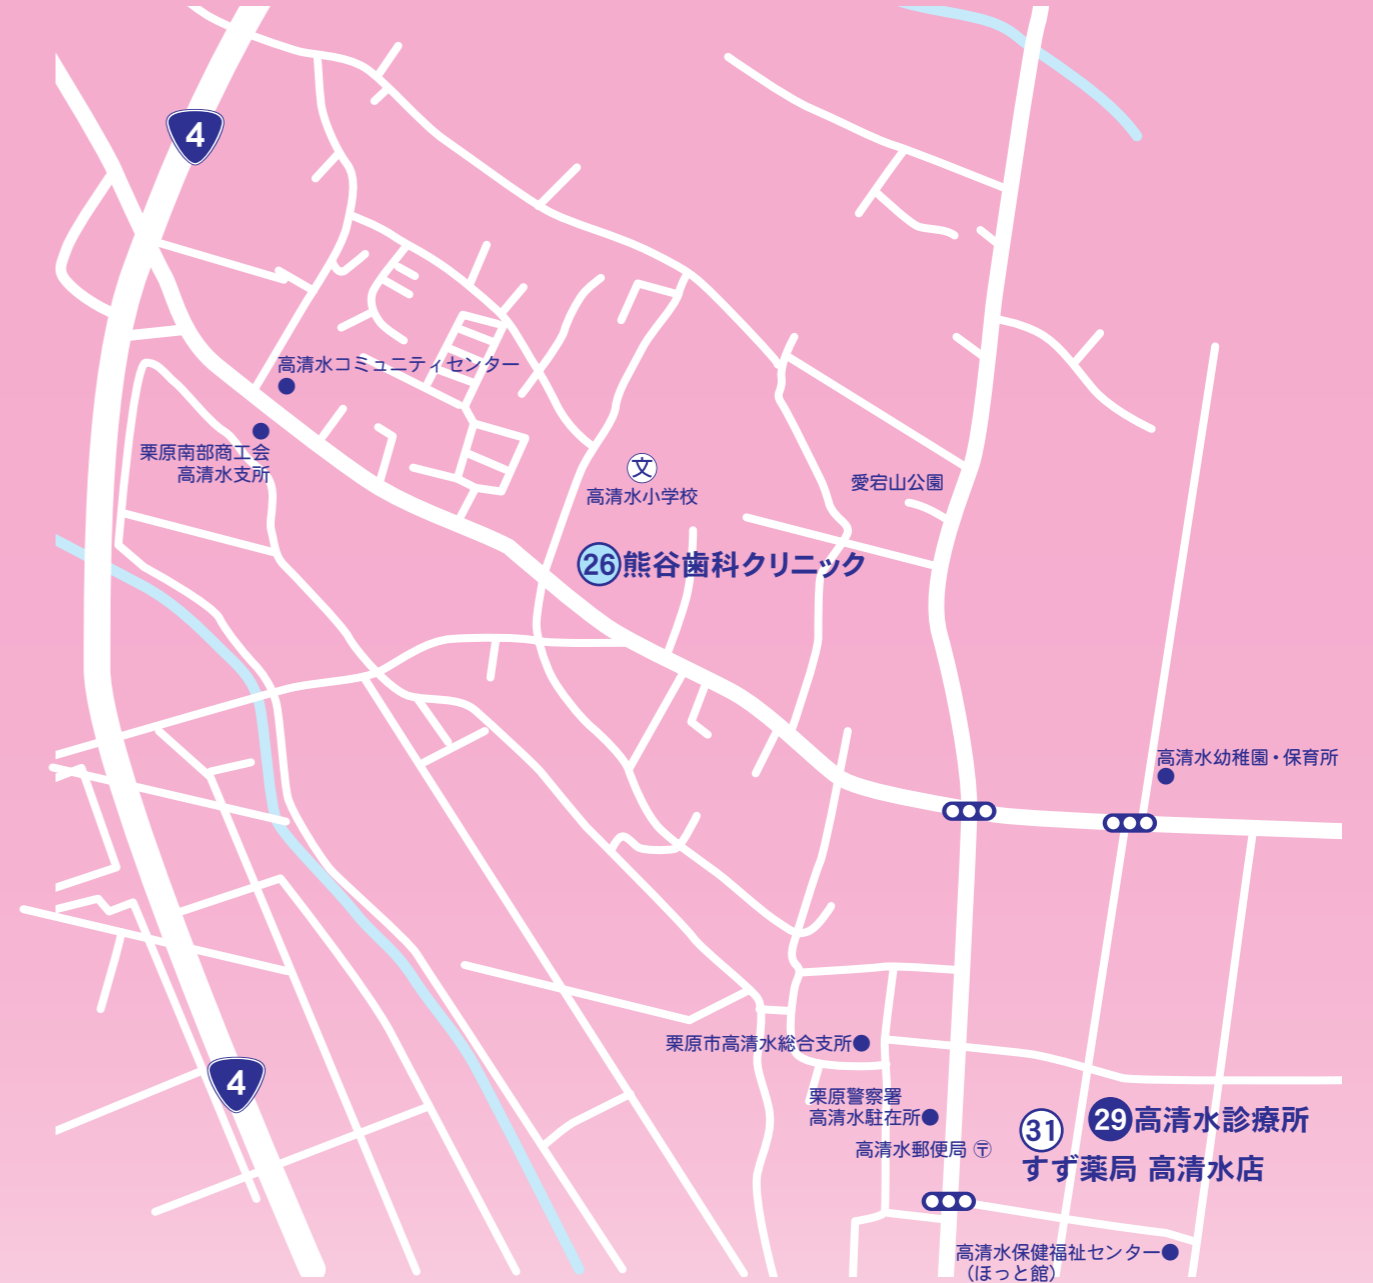 4
高清水コミュニティセンター
栗原南部商工会
高清水支所
文
高清水小学校
愛宕山公園
26 熊谷歯科クリニック
高清水幼稚園・保育所
栗原市高清水総合支所
4
栗原警察署
高清水駐在所
高清水郵便局 〒
31
29 高清水診療所
すず薬局 高清水店
高清水保健福祉センター
（ほっと館）